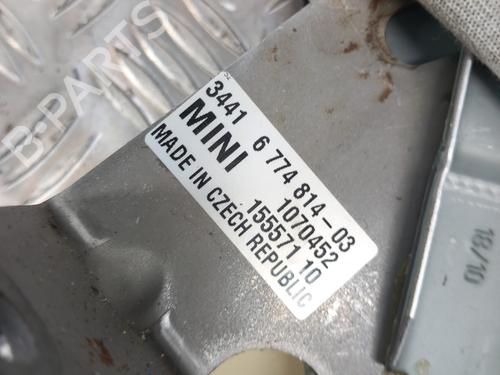 3441 6 774 814-03
MINI 1070452
155571 10
MADE IN CZECH REPUBLIC
18/10
B-PARTS